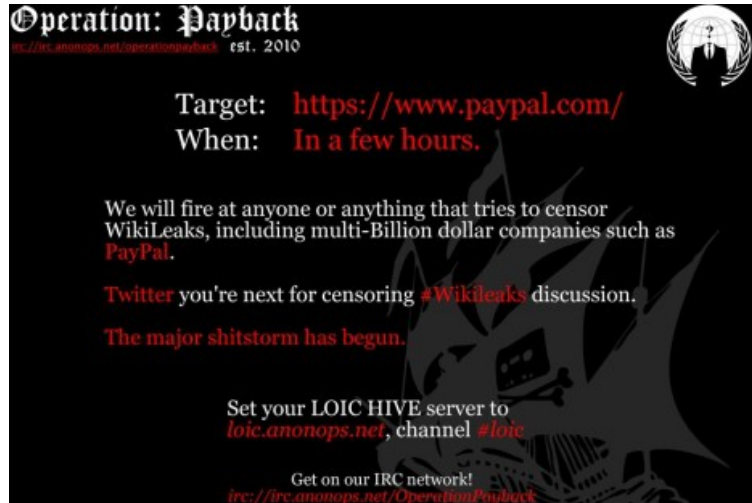 Operation: Payback
irc://irc.anonops.net/operationpayback est. 2010
?
Target: https://www.paypal.com/
When: In a few hours.
We will fire at anyone or anything that tries to censor
WikiLeaks, including multi-Billion dollar companies such as
PayPal.
Twitter you're next for censoring #Wikileaks discussion.
The major shitstorm has begun.
Set your LOIC HIVE server to
loic.anonops.net, channel #loic
Get on our IRC network!
irc://irc.anonops.net/OperationPayback